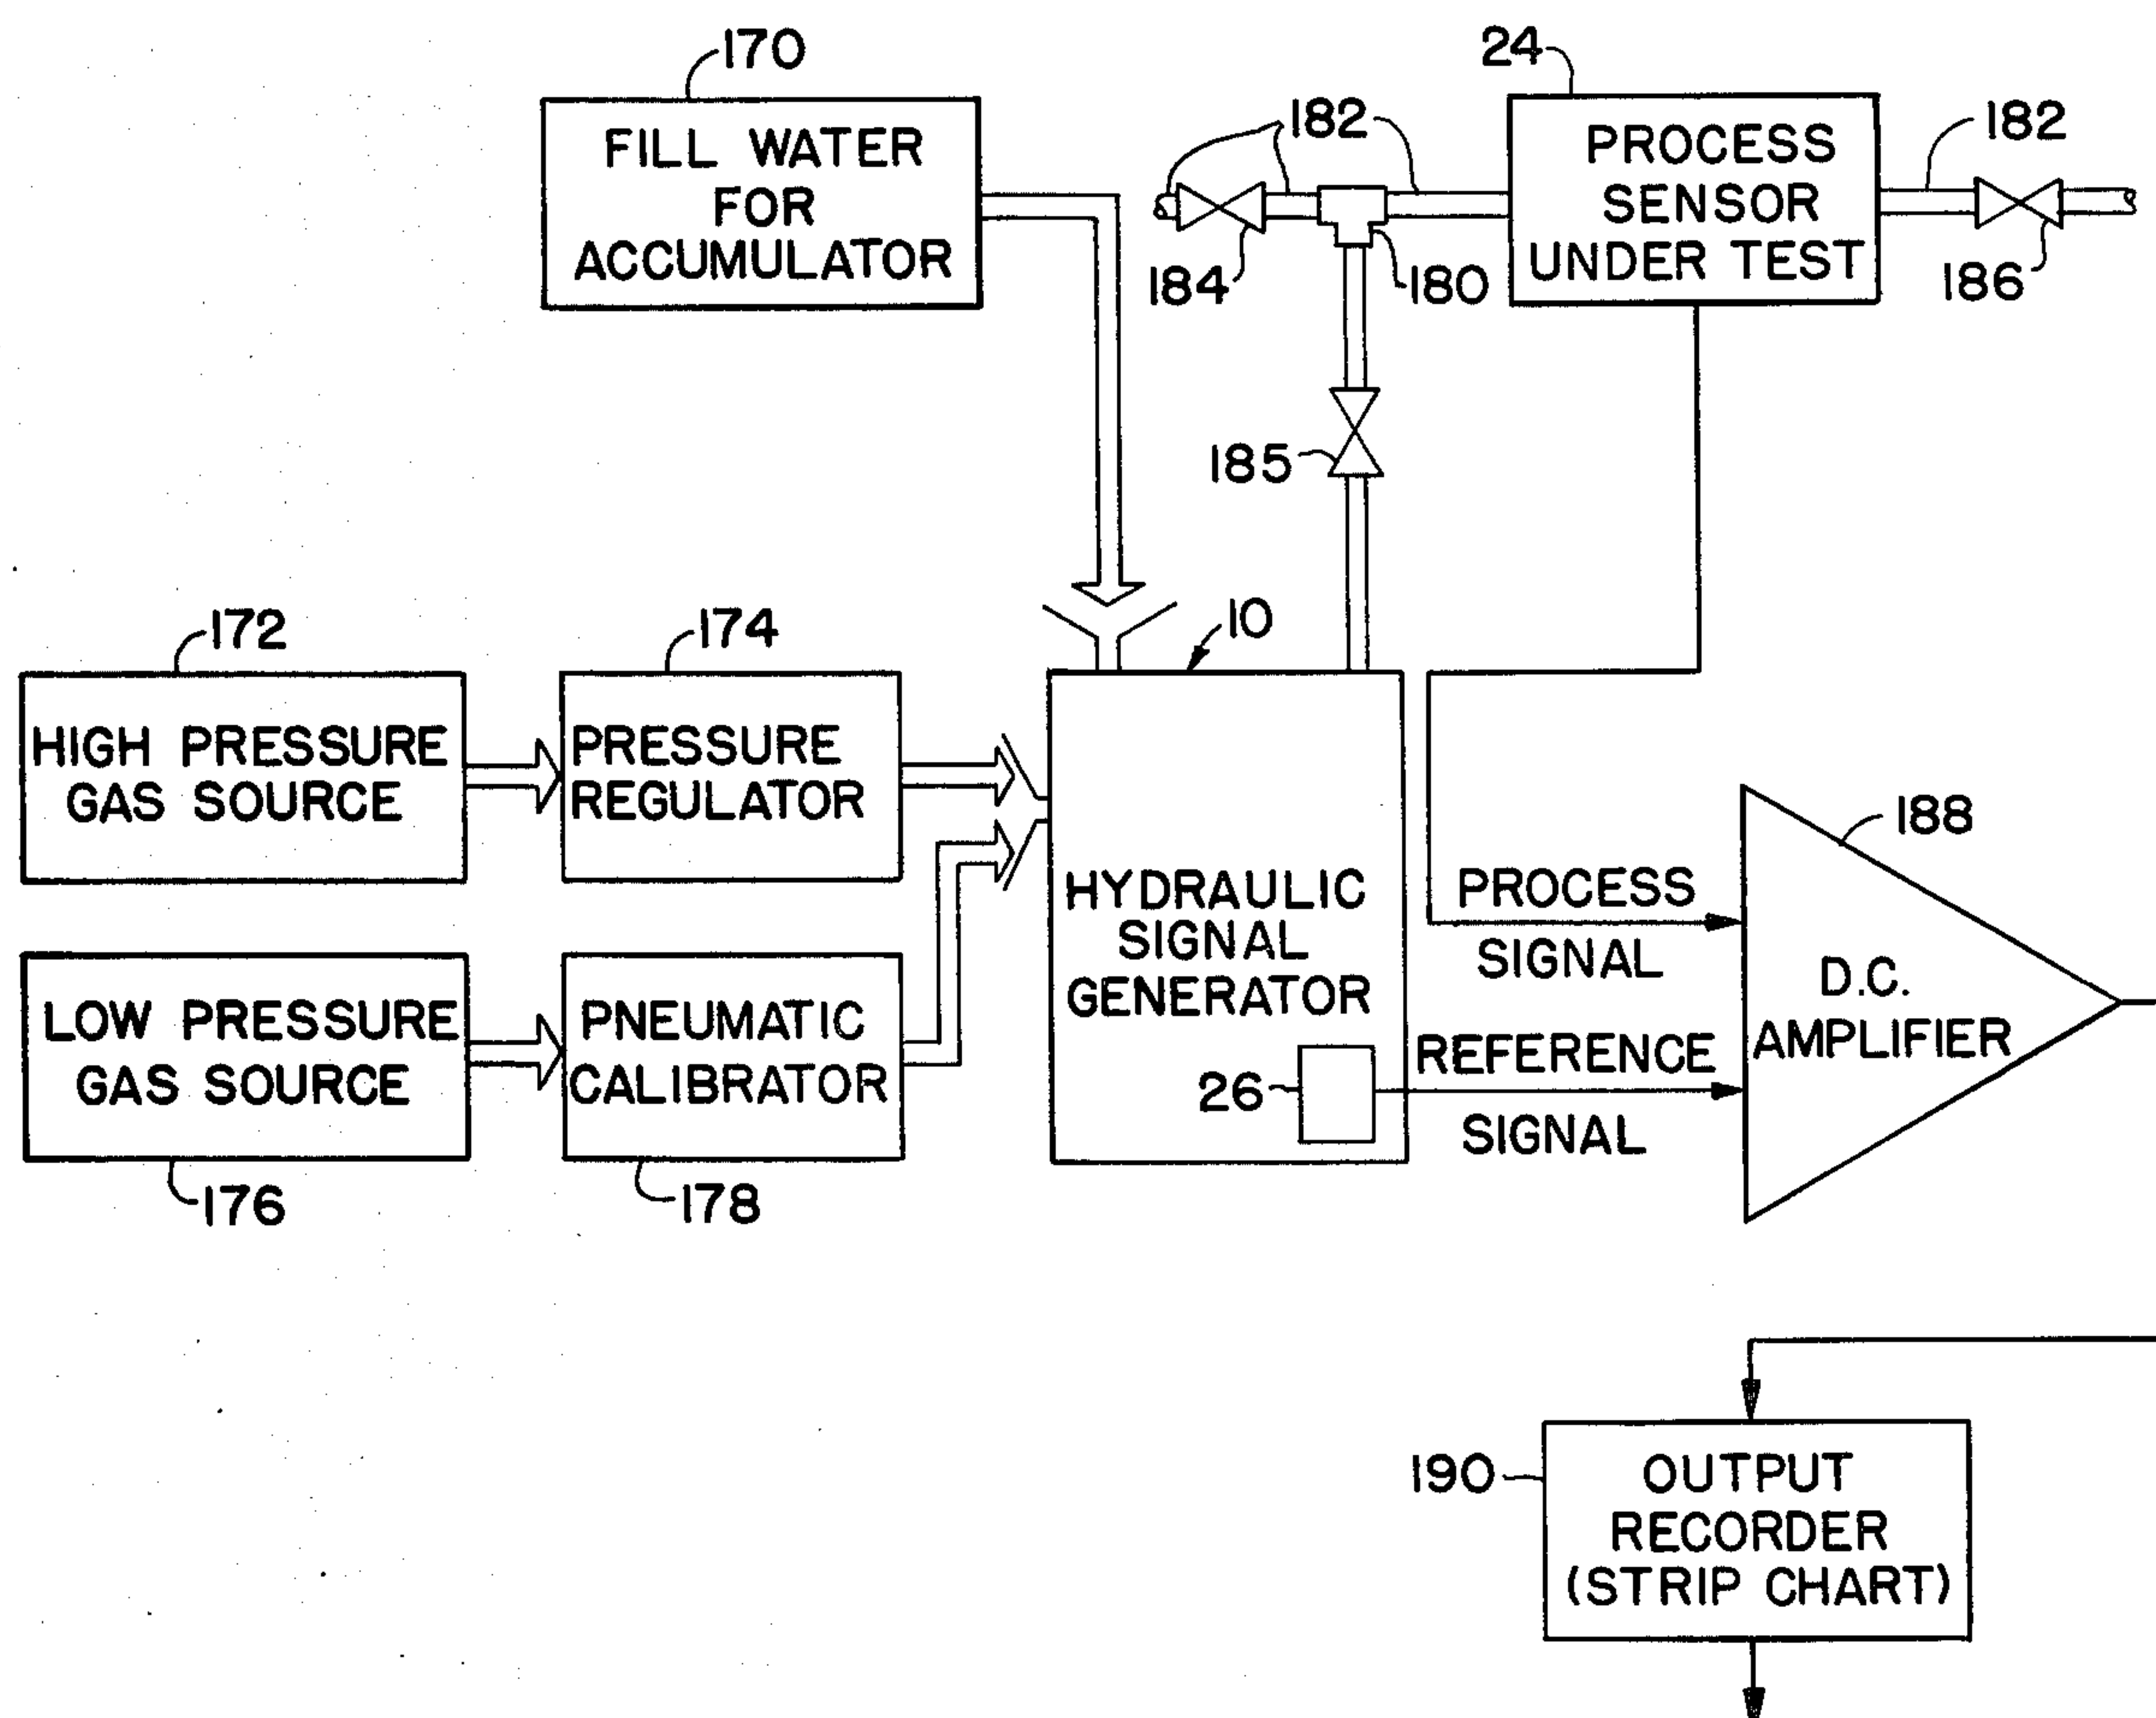 170
FILL WATER
FOR
ACCUMULATOR
24
182
PROCESS
SENSOR
UNDER TEST
182
184
180
186
185
172
HIGH PRESSURE
GAS SOURCE
174
PRESSURE
REGULATOR
10
HYDRAULIC
SIGNAL
GENERATOR
26
LOW PRESSURE
GAS SOURCE
176
PNEUMATIC
CALIBRATOR
178
PROCESS
SIGNAL
REFERENCE
SIGNAL
188
D.C.
AMPLIFIER
190
OUTPUT
RECORDER
(STRIP CHART)